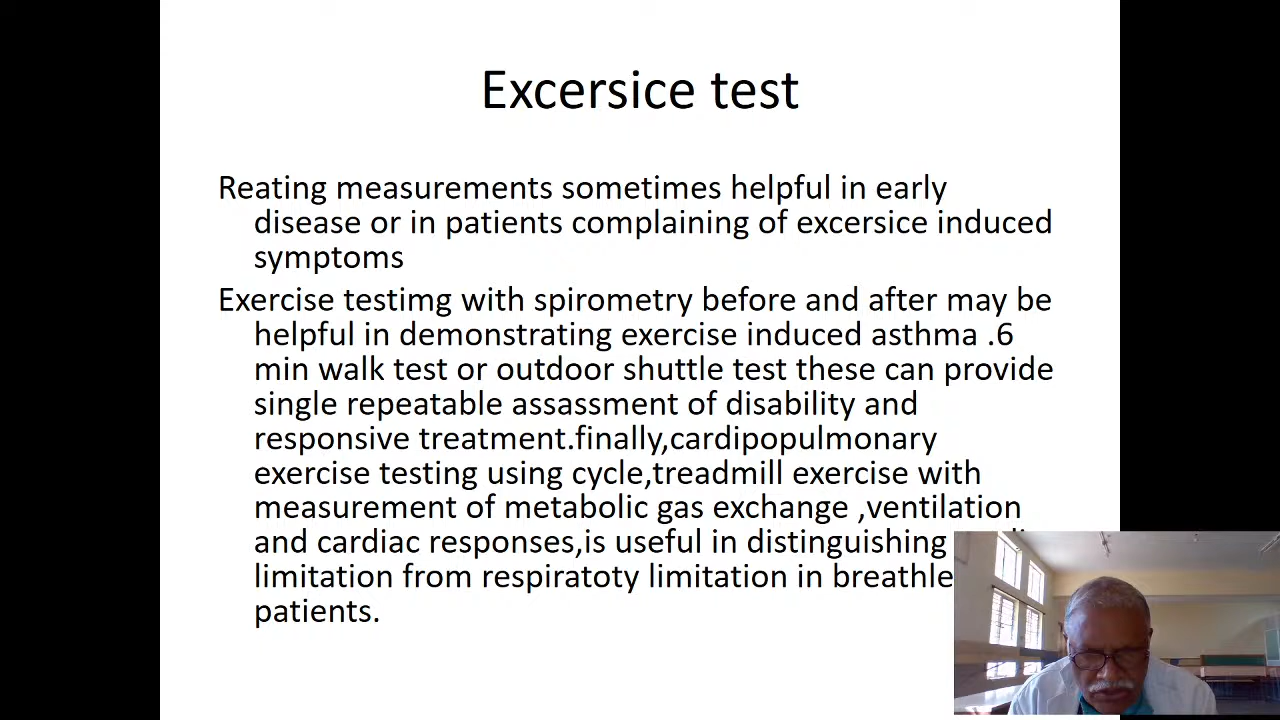 Excersice test
Reating measurements sometimes helpful in early
disease or in patients complaining of excersice induced
symptoms
Exercise testimg with spirometry before and after may be
helpful in demonstrating exercise induced asthma .6
min walk test or outdoor shuttle test these can provide
single repeatable assassment of disability and
responsive treatment.finally,cardipopulmonary
exercise testing using cycle,treadmill exercise with
measurement of metabolic gas exchange ,ventilation
and cardiac responses,is useful in distinguishing
limitation from respiratoty limitation in
patients.